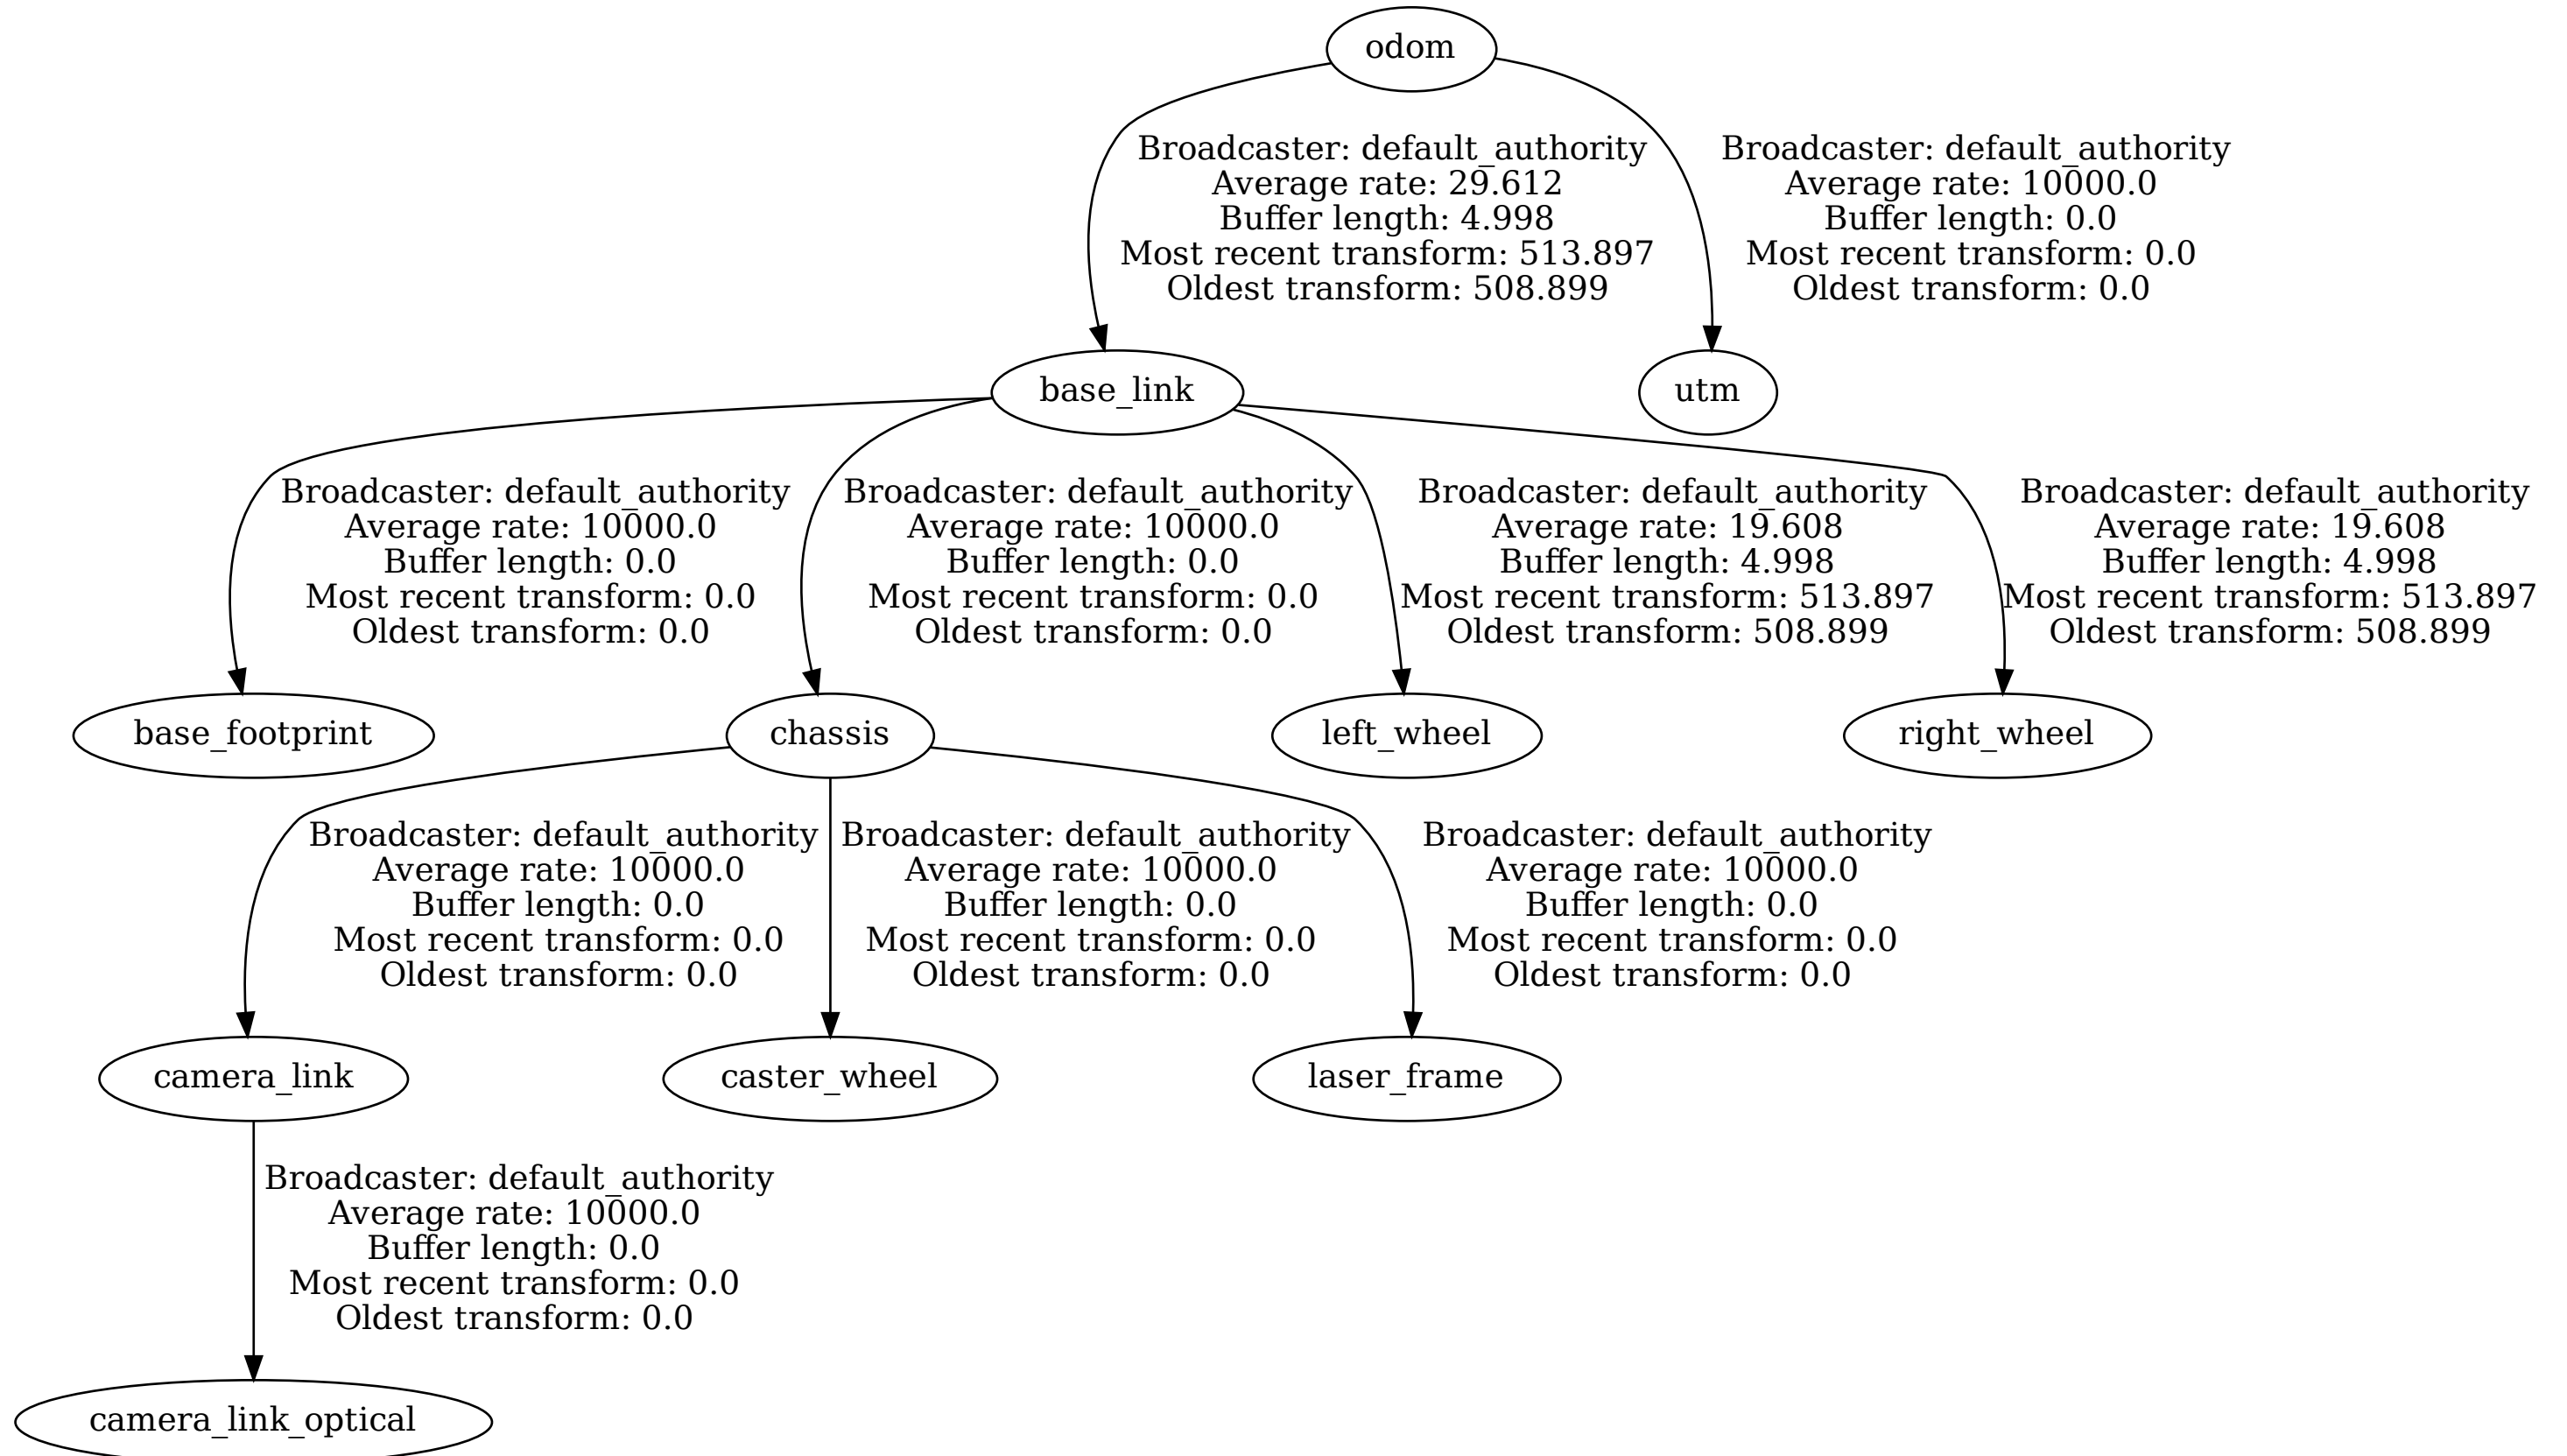 odom
Broadcaster: default_authority
Average rate: 29.612
Buffer length: 4.998
Most recent transform: 513.897
Oldest transform: 508.899
Broadcaster: default_authority
Average rate: 10000.0
Buffer length: 0.0
Most recent transform: 0.0
Oldest transform: 0.0
base_link
utm
Broadcaster: default_authority
Average rate: 10000.0
Buffer length: 0.0
Most recent transform: 0.0
Oldest transform: 0.0
Broadcaster: default_authority
Average rate: 10000.0
Buffer length: 0.0
Most recent transform: 0.0
Oldest transform: 0.0
Broadcaster: default_authority
Average rate: 19.608
Buffer length: 4.998
Most recent transform: 513.897
Oldest transform: 508.899
Broadcaster: default_authority
Average rate: 19.608
Buffer length: 4.998
Most recent transform: 513.897
Oldest transform: 508.899
base_footprint
chassis
left_wheel
right_wheel
Broadcaster: default_authority
Average rate: 10000.0
Buffer length: 0.0
Most recent transform: 0.0
Oldest transform: 0.0
Broadcaster: default_authority
Average rate: 10000.0
Buffer length: 0.0
Most recent transform: 0.0
Oldest transform: 0.0
Broadcaster: default_authority
Average rate: 10000.0
Buffer length: 0.0
Most recent transform: 0.0
Oldest transform: 0.0
camera_link
caster_wheel
laser_frame
Broadcaster: default_authority
Average rate: 10000.0
Buffer length: 0.0
Most recent transform: 0.0
Oldest transform: 0.0
camera_link_optical